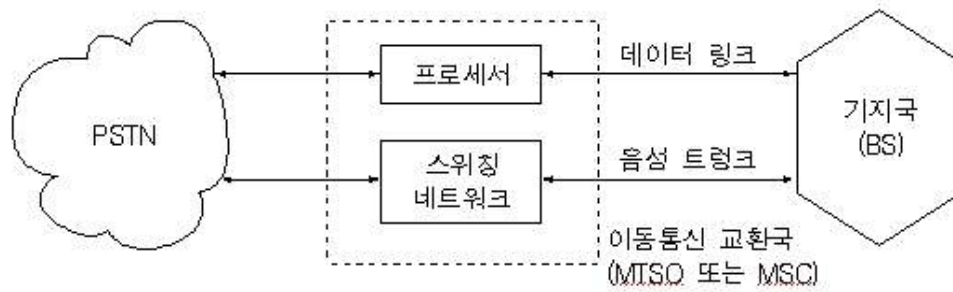 PSTN
프로세서
데이터 링크
스위칭
네트워크
음성 트렁크
기지국
(BS)
이동통신 교환국
(MTSO 또는 MSC)